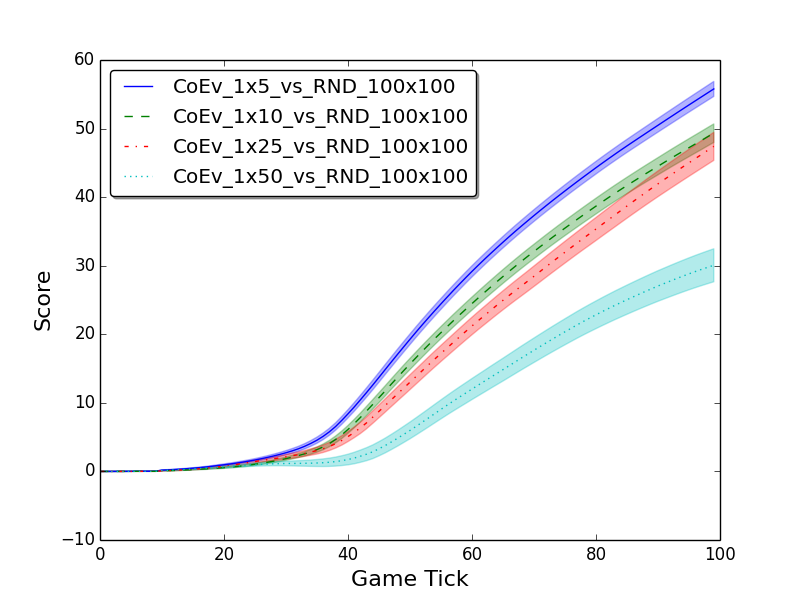 60
50
40
30
20
10
0
−10
Score
CoEv_1x5_vs_RND_100x100
CoEv_1x10_vs_RND_100x100
CoEv_1x25_vs_RND_100x100
CoEv_1x50_vs_RND_100x100
0 20 40 60 80 100
Game Tick